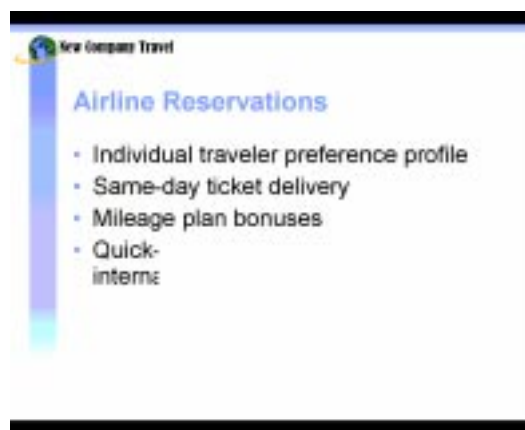 New Company Travel
Airline Reservations
• Individual traveler preference profile
• Same-day ticket delivery
• Mileage plan bonuses
• Quick-